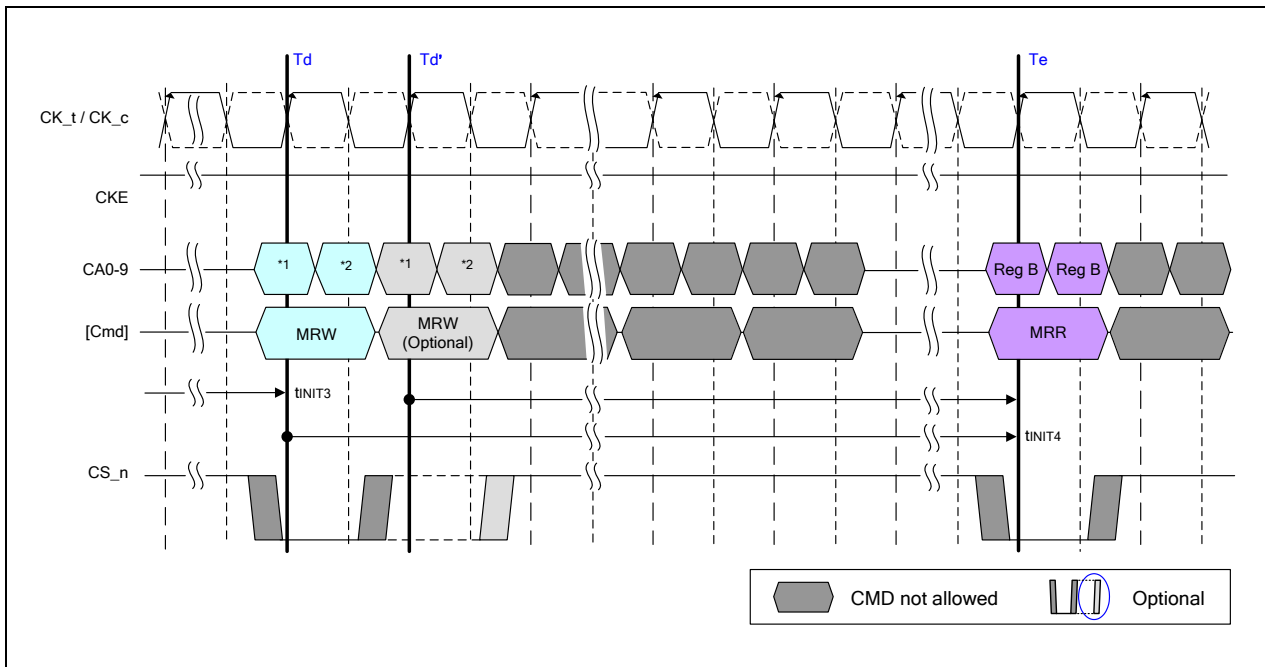 Td Td' Te
CK_t / CK_c
CKE
CA0-9 *1 *2 *1 *2 Reg B Reg B
[Cmd] MRW MRW (Optional) MRR
tINIT3
tINIT4
CS_n
CMD not allowed Optional